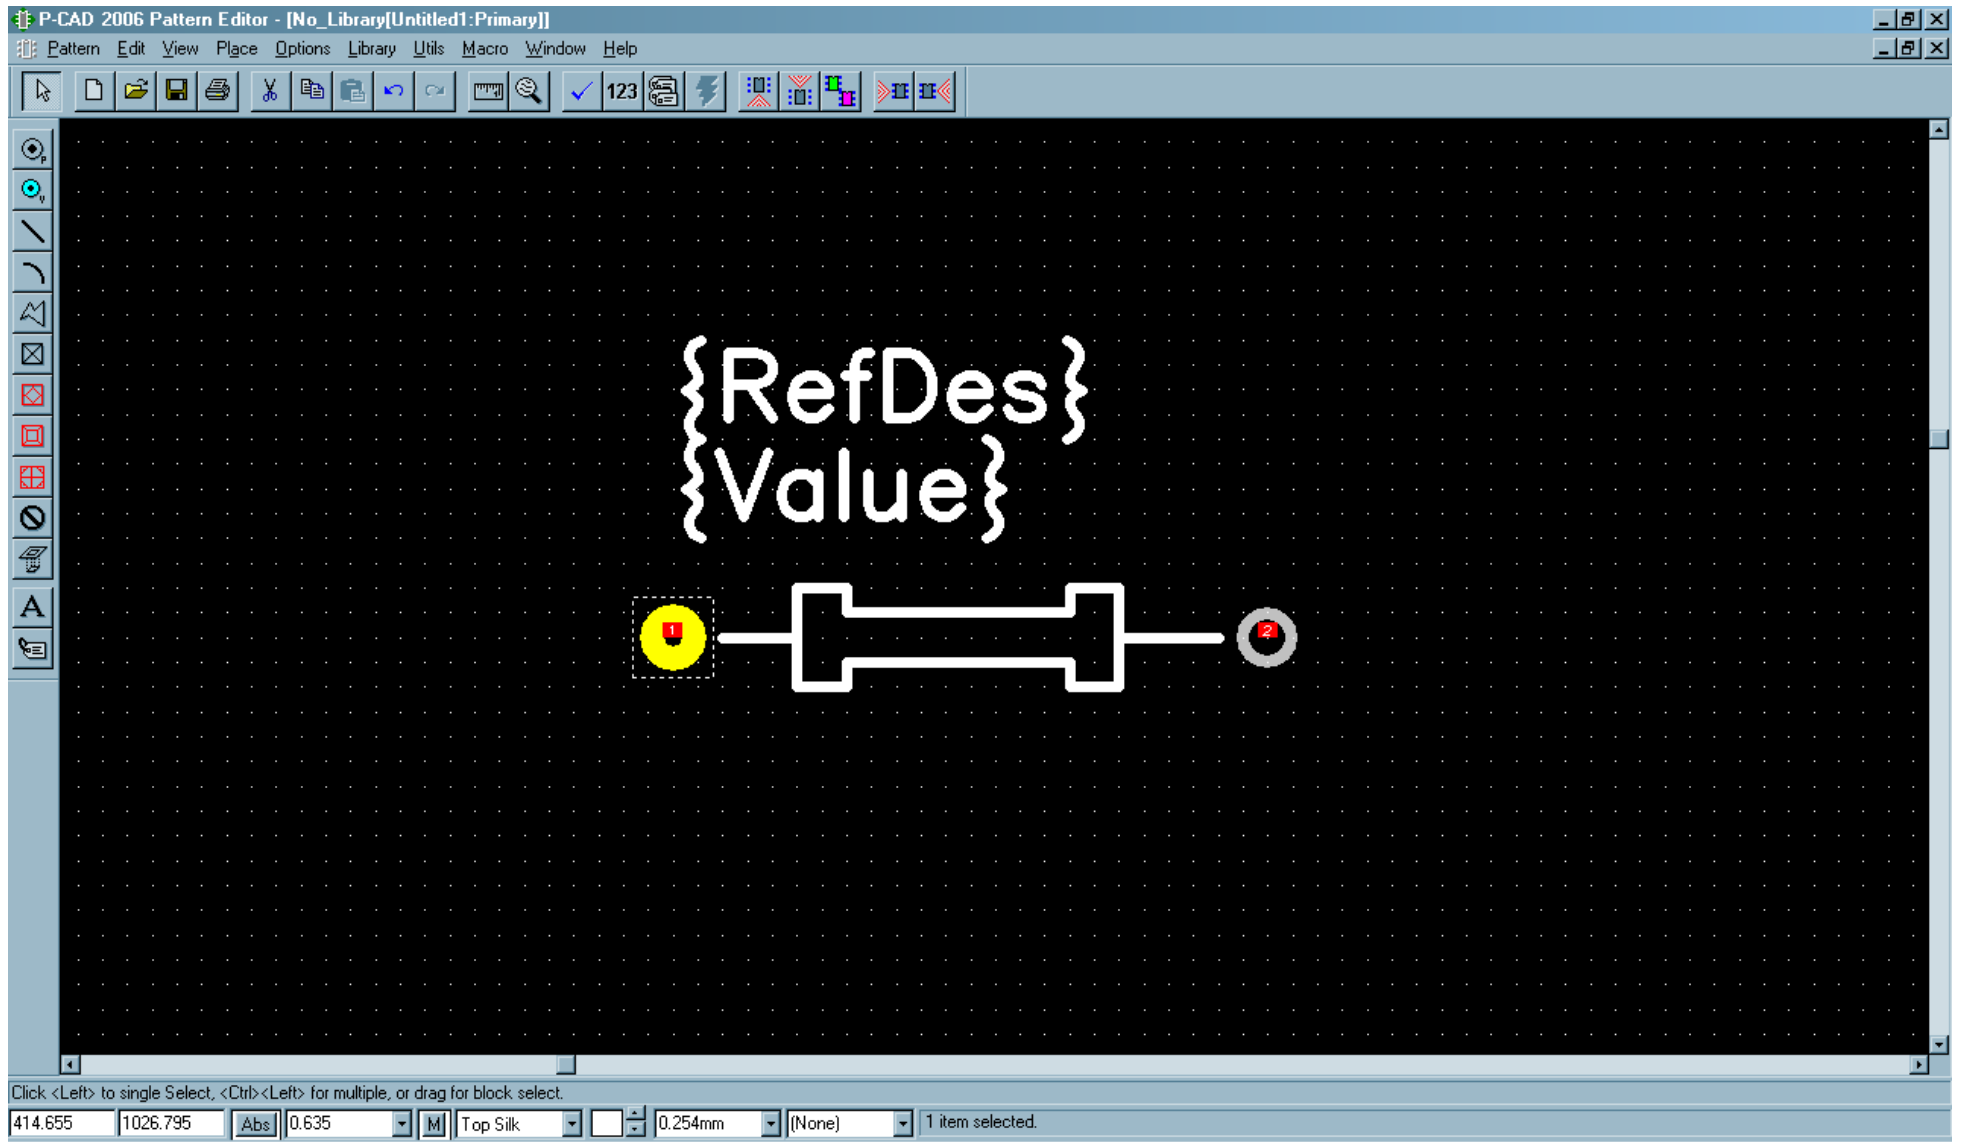 P-CAD 2006 Pattern Editor - [No_Library[Untitled1:Primary]]
Pattern Edit View Place Options Library Utils Macro Window Help
123
P
V
A
{RefDes}
{Value}
1
2
Click <Left> to single Select, <Ctrl><Left> for multiple, or drag for block select.
414.655 1026.795 Abs 0.635 M Top Silk 0.254mm (None) 1 item selected.